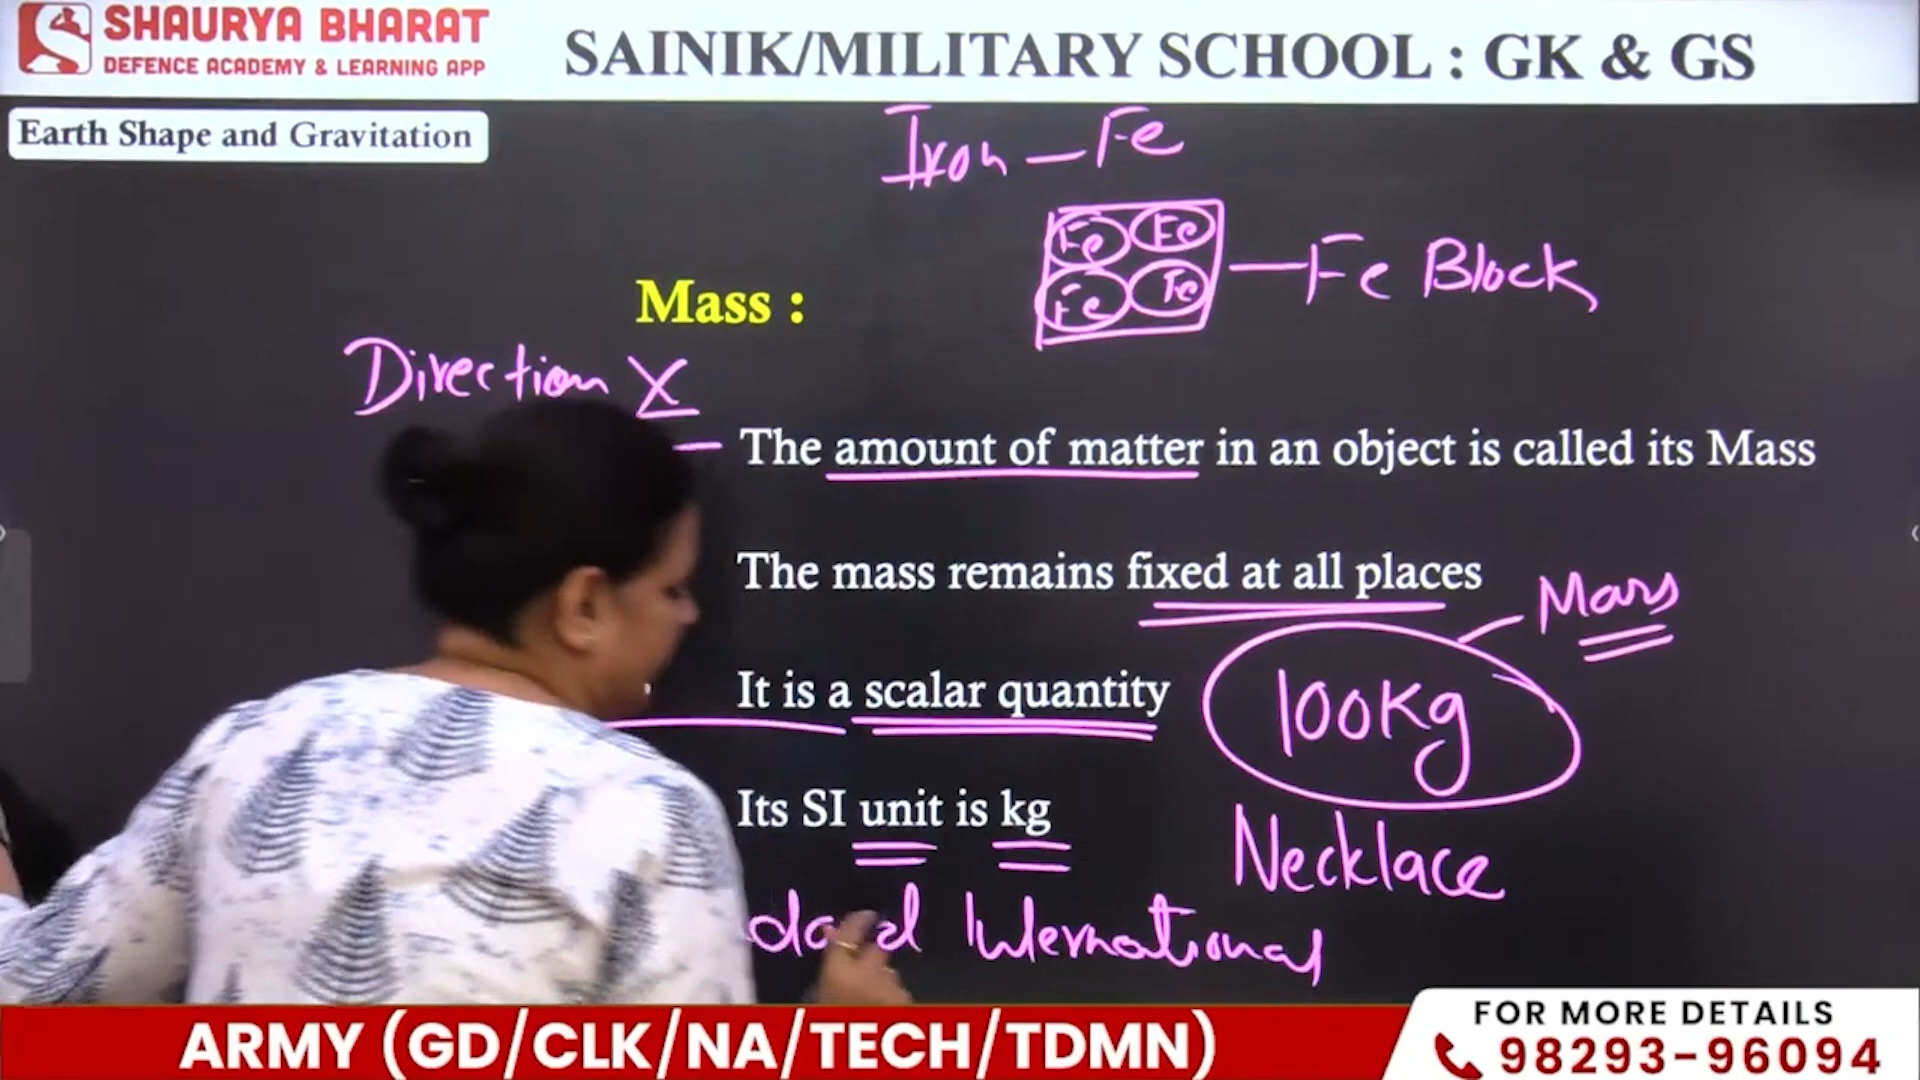 SHAURYA BHARAT
DEFENCE ACADEMY & LEARNING APP
SAINIK/MILITARY SCHOOL : GK & GS
Earth Shape and Gravitation
Iron — Fe
Fe Fe
Fe Fe
Fe Block
Mass :
Direction X
The amount of matter in an object is called its Mass
The mass remains fixed at all places
Mars
It is a scalar quantity
100Kg
Its SI unit is kg
Necklace
International
ARMY (GD/CLK/NA/TECH/TDMN)
FOR MORE DETAILS
98293-96094